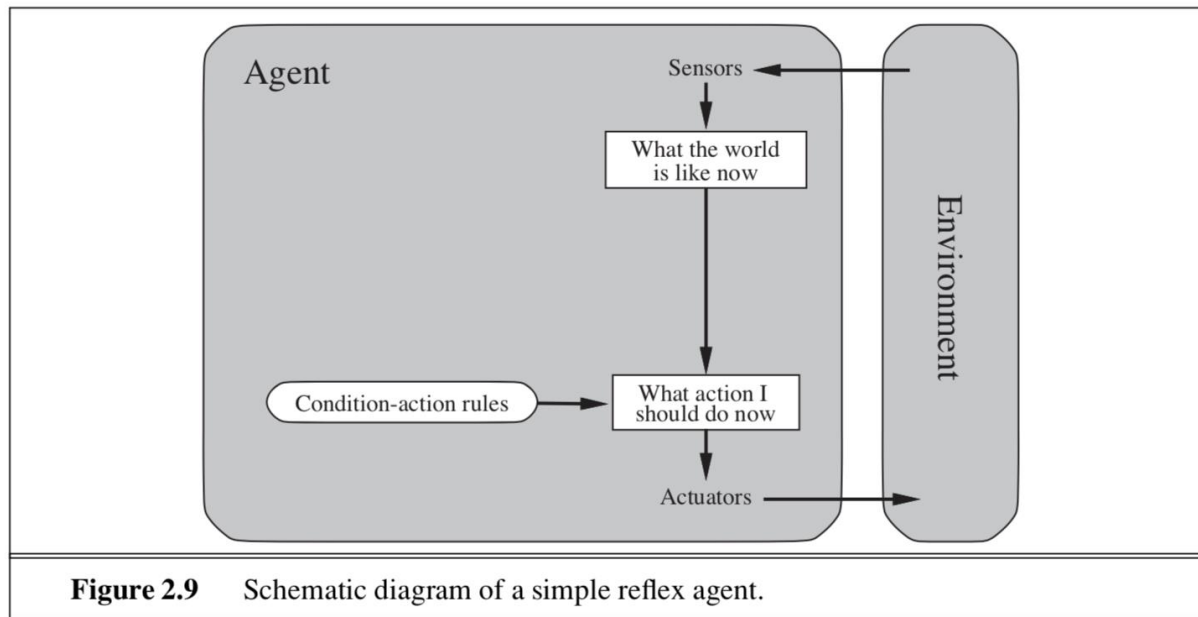 Agent
Sensors
What the world
is like now
Environment
Condition-action rules
What action I
should do now
Actuators
Figure 2.9 Schematic diagram of a simple reflex agent.